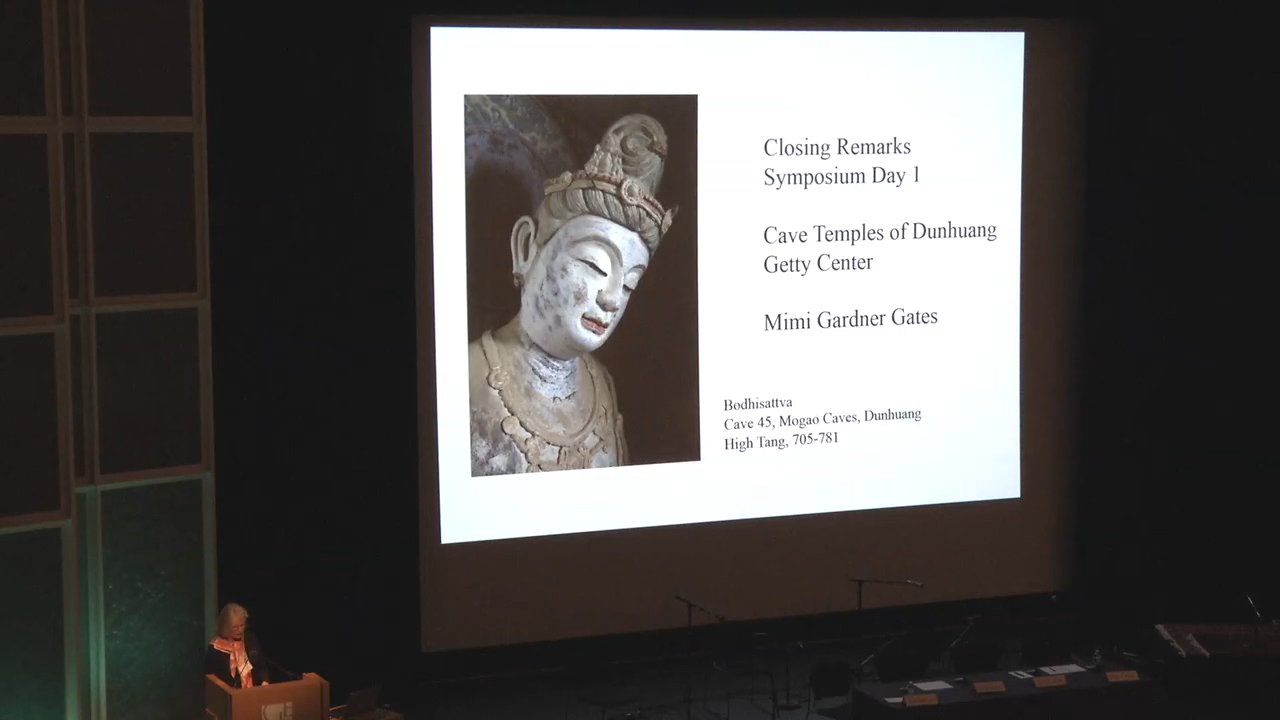 Closing Remarks
Symposium Day 1
Cave Temples of Dunhuang
Getty Center
Mimi Gardner Gates
Bodhisattva
Cave 45, Mogao Caves, Dunhuang
High Tang, 705-781